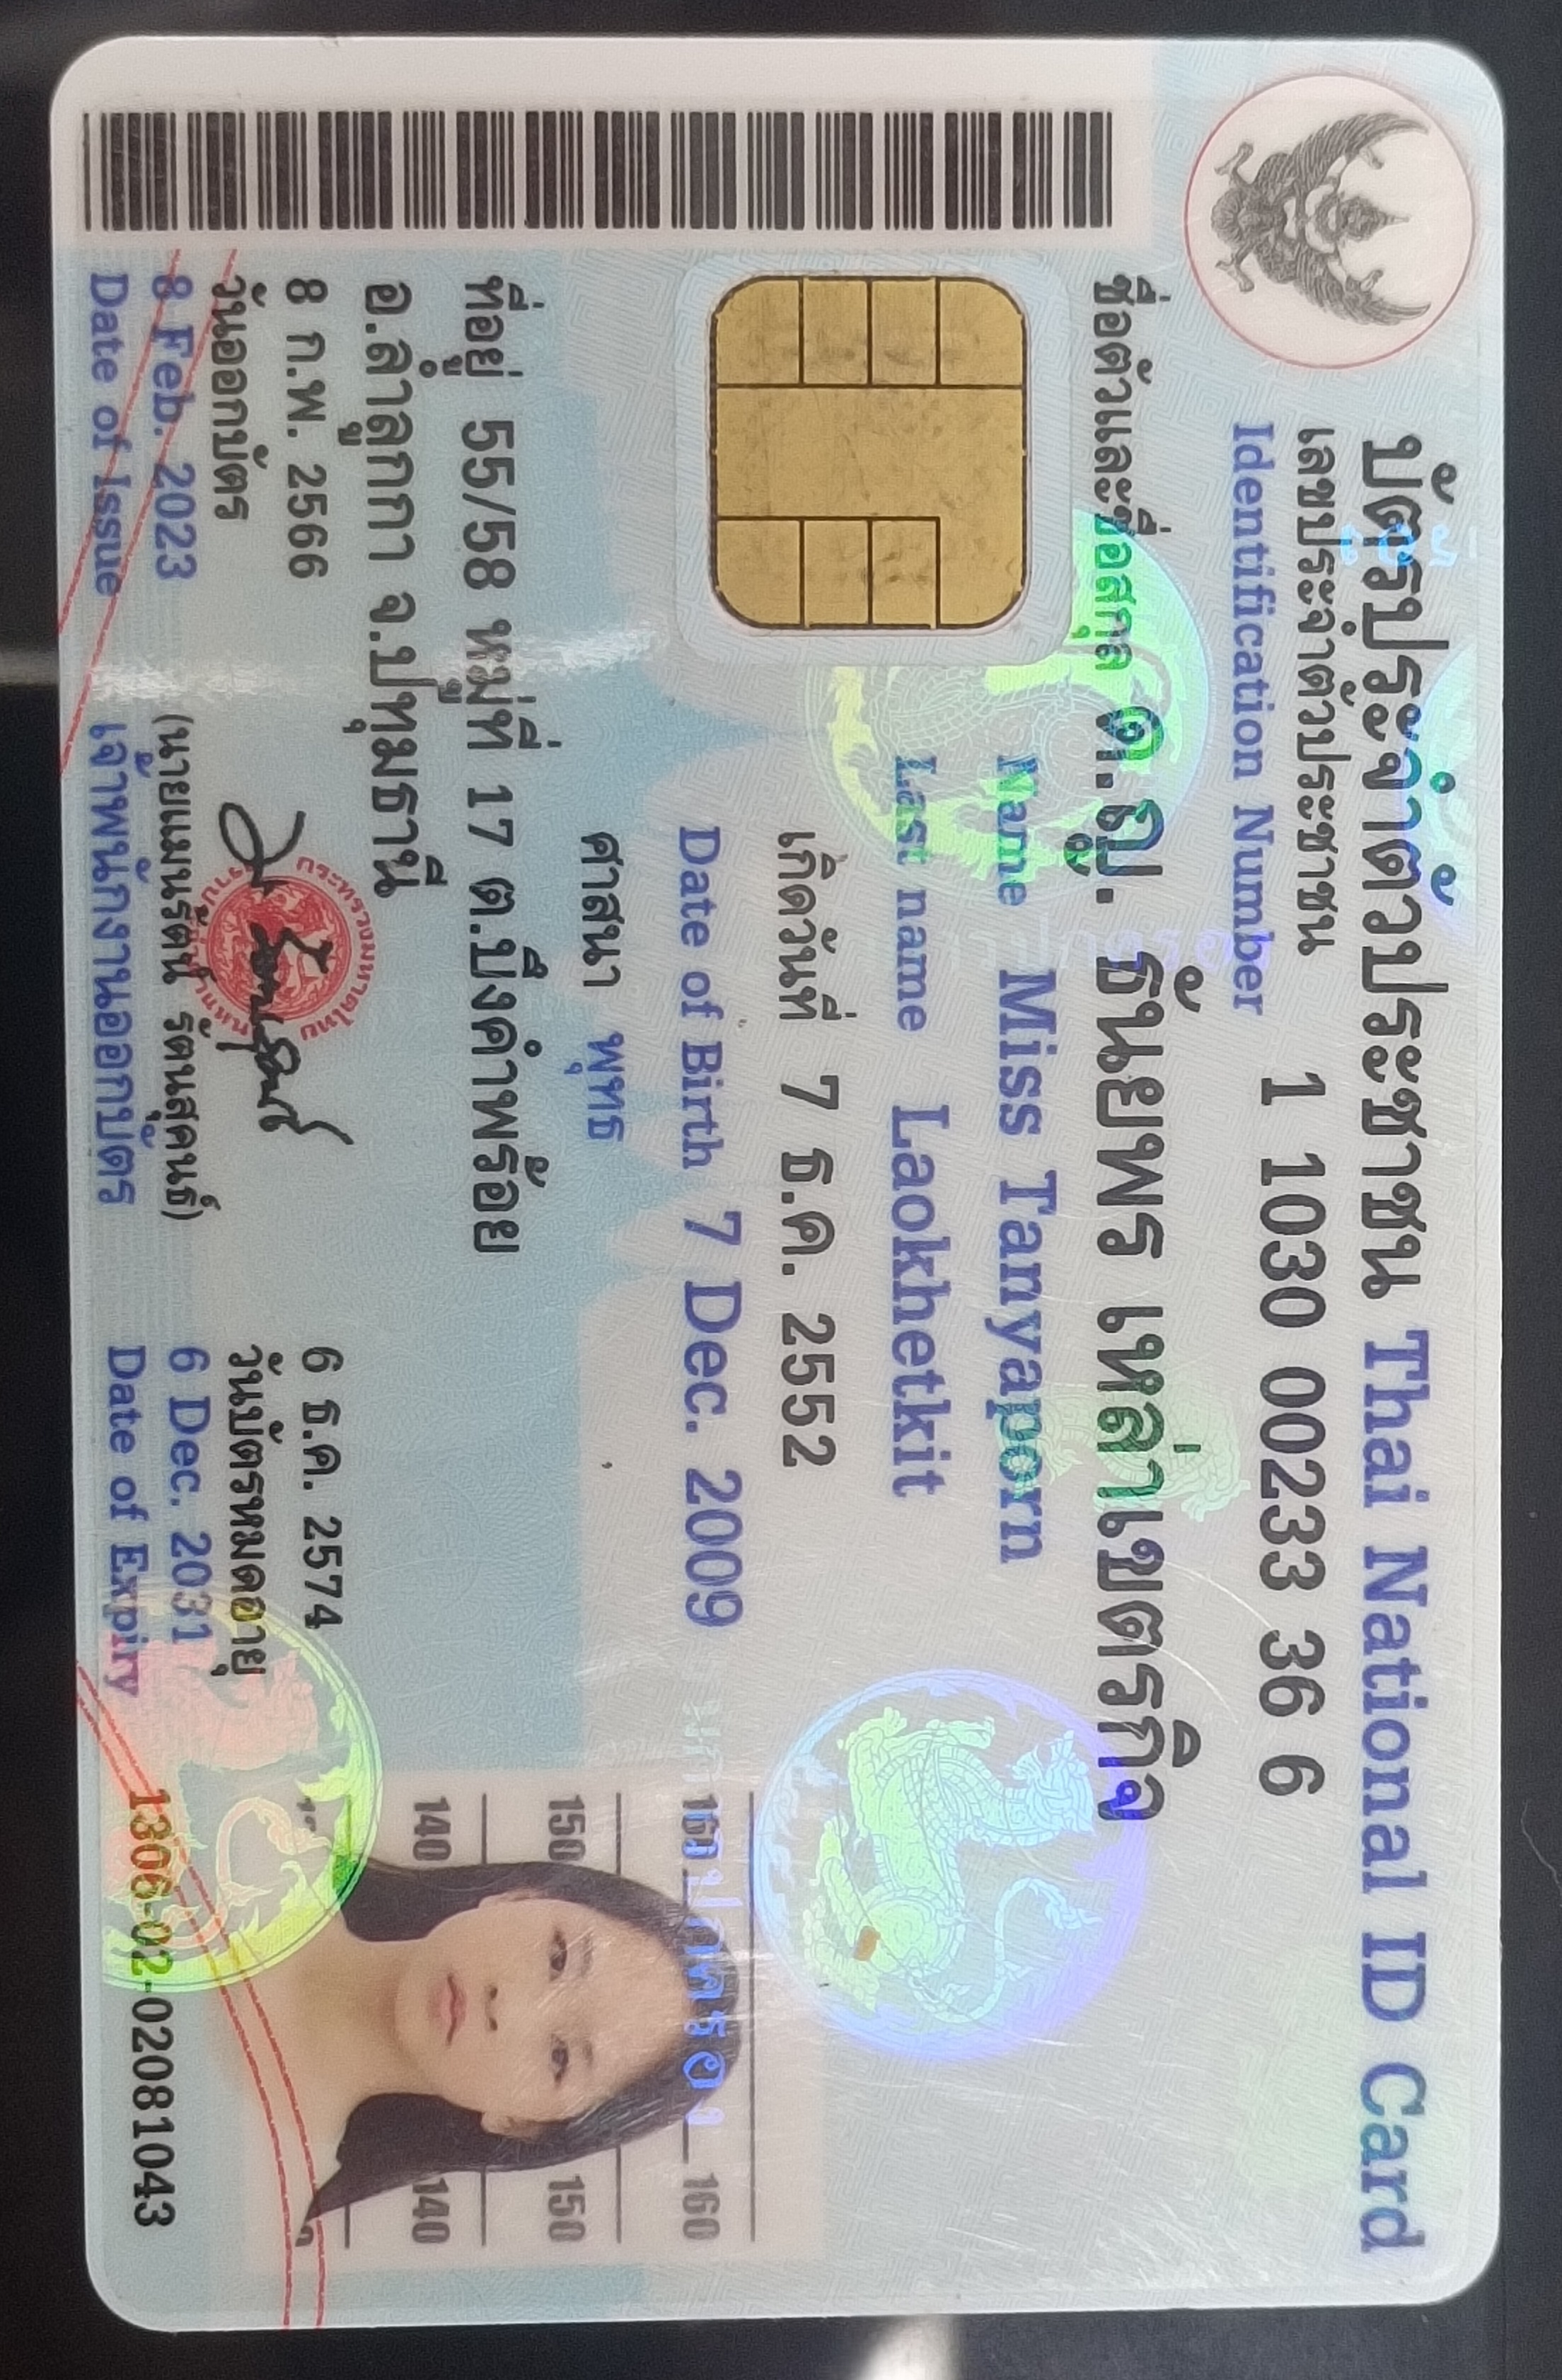 บัตรประจำตัวประชาชน Thai National ID Card
เลขประจำตัวประชาชน 1 1030 00233 36 6
Identification Number
ชื่อตัวและชื่อสกุล ด.ญ. ธันยพร เหล่าเขตรกิจ
Name Miss Tanyaporn
Last name Laokhetkit
เกิดวันที่ 7 ธ.ค. 2552
Date of Birth 7 Dec. 2009
ศาสนา พุทธ
ที่อยู่ 55/58 หมู่ที่ 17 ต.บึงคำพร้อย
อ.ลำลูกกา จ.ปทุมธานี
8 ก.พ. 2566
วันออกบัตร
8 Feb. 2023
Date of Issue
(นายแมนรัตน์ รัตนสุคนธ์)
เจ้าพนักงานออกบัตร
6 ธ.ค. 2574
วันบัตรหมดอายุ
6 Dec. 2031
Date of Expiry
160 160
150 150
140 140
1306-02-02081043